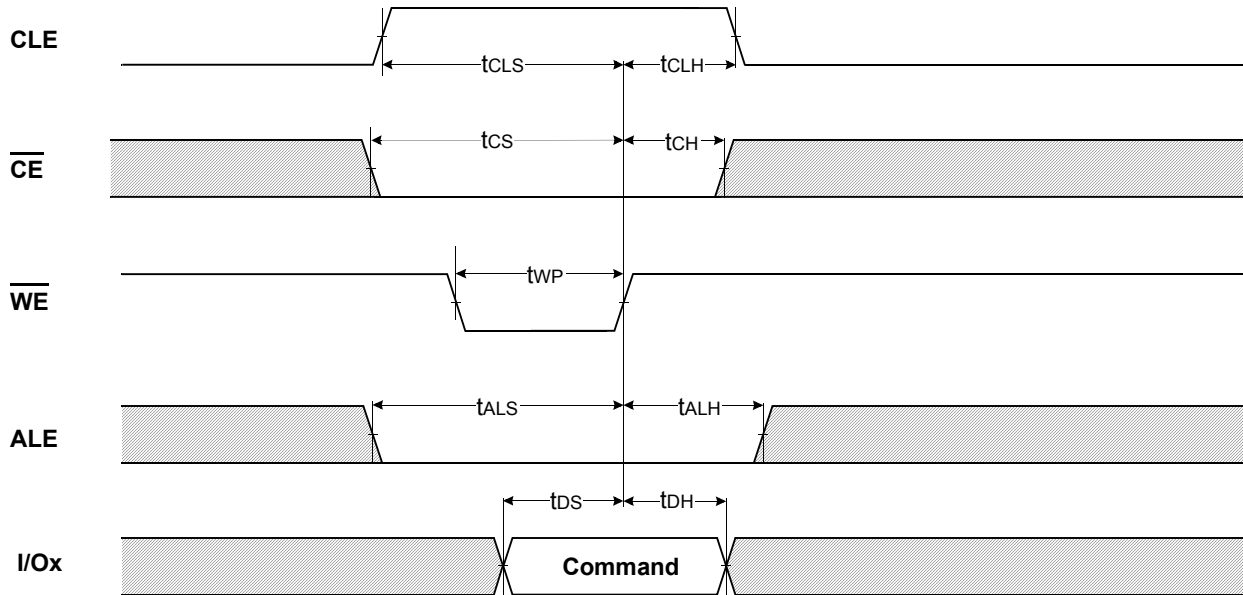 CLE
tCLS
tCLH
CE
tCS
tCH
WE
tWP
ALE
tALS
tALH
tDS
tDH
I/Ox
Command